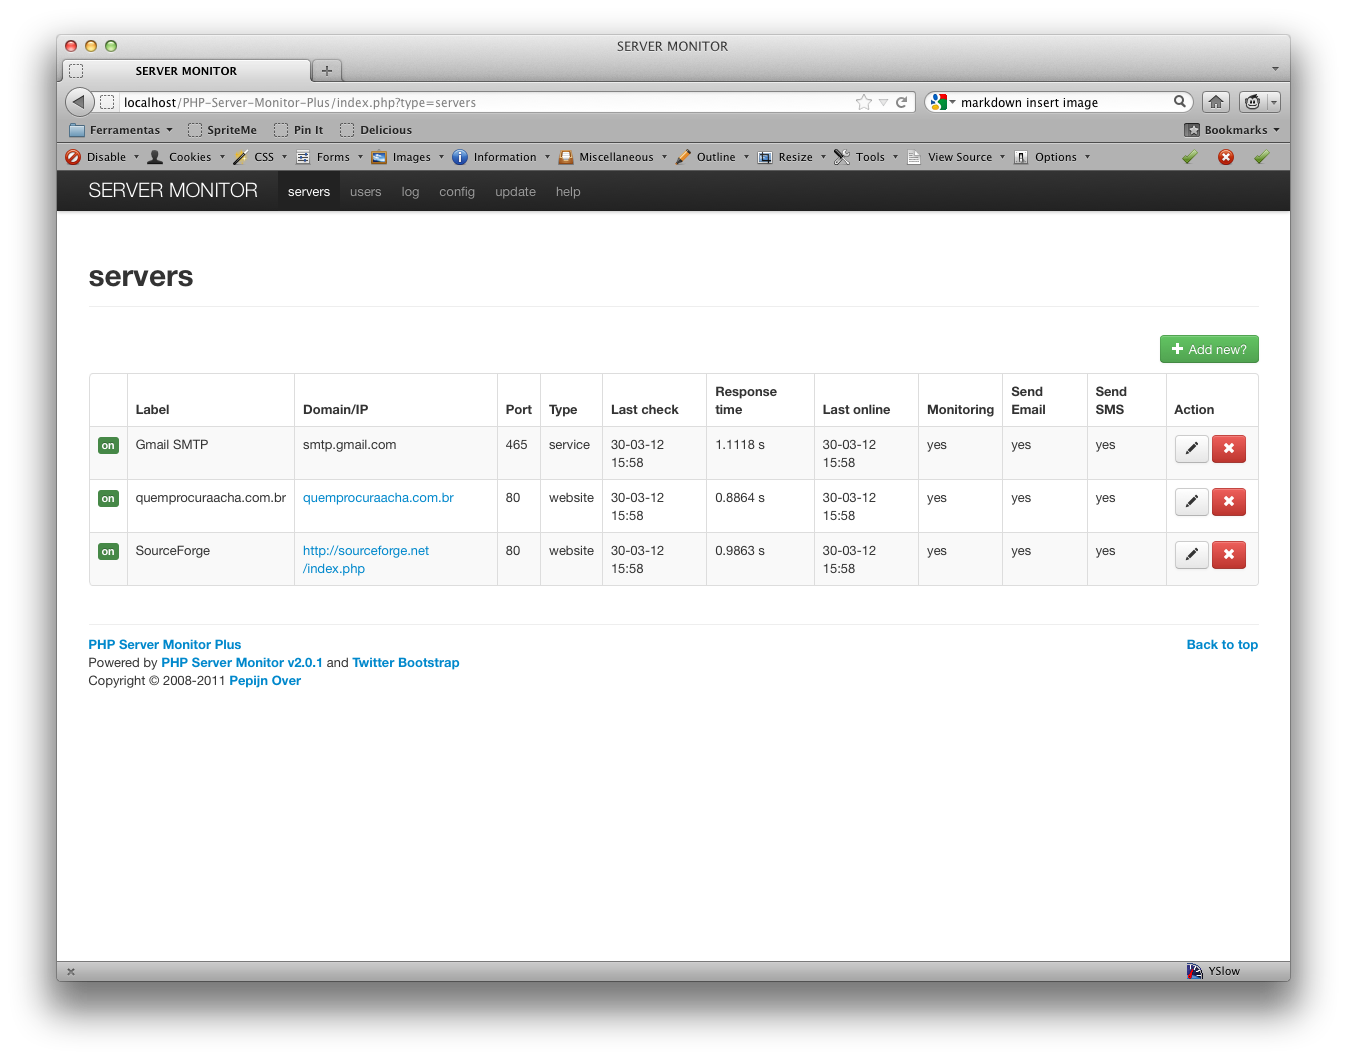 SERVER MONITOR
SERVER MONITOR
localhost/PHP-Server-Monitor-Plus/index.php?type=servers
markdown insert image
Ferramentas SpriteMe Pin It Delicious Bookmarks
Disable Cookies CSS Forms Images Information Miscellaneous Outline Resize Tools View Source Options
SERVER MONITOR servers users log config update help
servers
+ Add new?
Label Domain/IP Port Type Last check Response time Last online Monitoring Send Email Send SMS Action
on Gmail SMTP smtp.gmail.com 465 service 30-03-12 15:58 1.1118 s 30-03-12 15:58 yes yes yes
on quemprocuraacha.com.br quemprocuraacha.com.br 80 website 30-03-12 15:58 0.8864 s 30-03-12 15:58 yes yes yes
on SourceForge http://sourceforge.net/index.php 80 website 30-03-12 15:58 0.9863 s 30-03-12 15:58 yes yes yes
PHP Server Monitor Plus Back to top
Powered by PHP Server Monitor v2.0.1 and Twitter Bootstrap
Copyright © 2008-2011 Pepijn Over
YSlow